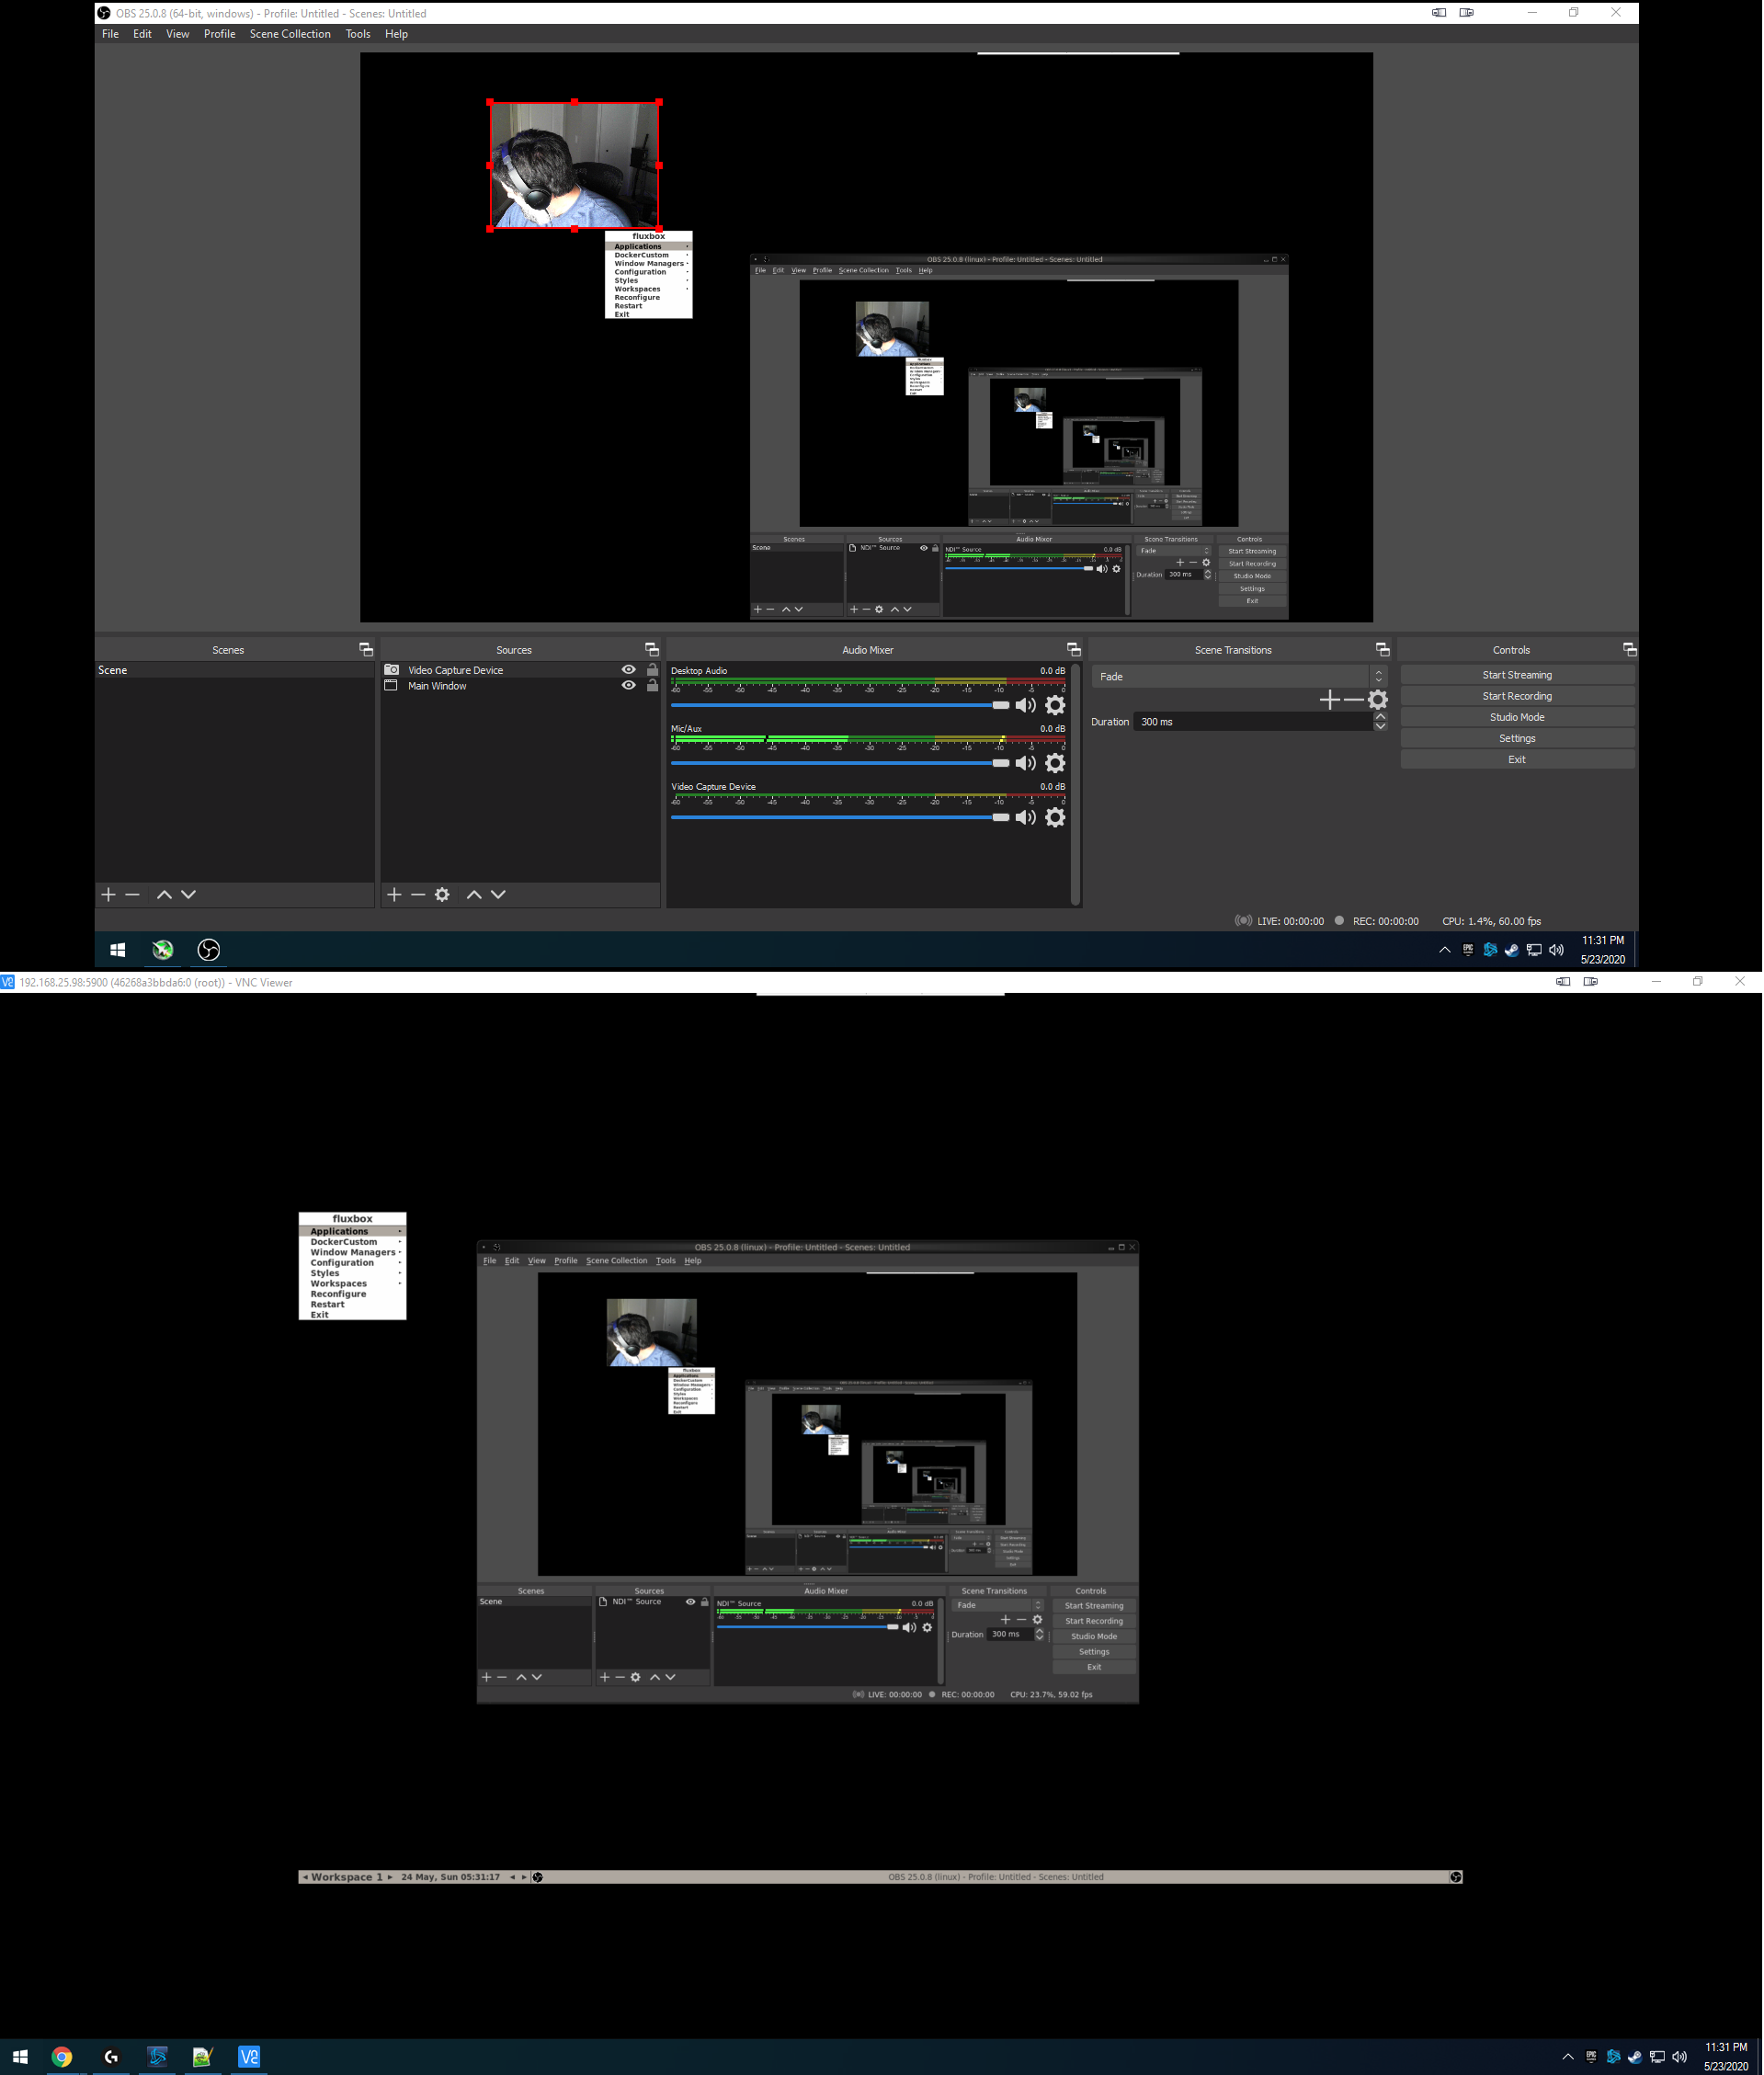 OBS 25.0.8 (64-bit, windows) - Profile: Untitled - Scenes: Untitled
File Edit View Profile Scene Collection Tools Help
fluxbox
Applications
DockerCustom
Window Managers
Configuration
Styles
Workspaces
Reconfigure
Restart
Exit
OBS 25.0.8 (linux) - Profile: Untitled - Scenes: Untitled
File Edit View Profile Scene Collection Tools Help
Scenes Sources Audio Mixer Scene Transitions Controls
Scene NDI™ Source NDI™ Source 0.0 dB Fade Start Streaming
Start Recording
Duration 300 ms Studio Mode
Settings
Exit
Scenes Sources Audio Mixer Scene Transitions Controls
Scene
Video Capture Device
Main Window
Desktop Audio 0.0 dB
-60 -55 -50 -45 -40 -35 -30 -25 -20 -15 -10 -5 0
Mic/Aux 0.0 dB
-60 -55 -50 -45 -40 -35 -30 -25 -20 -15 -10 -5 0
Video Capture Device 0.0 dB
-60 -55 -50 -45 -40 -35 -30 -25 -20 -15 -10 -5 0
Fade
Duration 300 ms
Start Streaming
Start Recording
Studio Mode
Settings
Exit
LIVE: 00:00:00 REC: 00:00:00 CPU: 1.4%, 60.00 fps
EPIC
11:31 PM
5/23/2020
192.168.25.98:5900 (46268a3bbda6:0 (root)) - VNC Viewer
fluxbox
Applications
DockerCustom
Window Managers
Configuration
Styles
Workspaces
Reconfigure
Restart
Exit
OBS 25.0.8 (linux) - Profile: Untitled - Scenes: Untitled
File Edit View Profile Scene Collection Tools Help
Scenes Sources Audio Mixer Scene Transitions Controls
Scene NDI™ Source NDI™ Source 0.0 dB Fade Start Streaming
Start Recording
Duration 300 ms Studio Mode
Settings
Exit
LIVE: 00:00:00 REC: 00:00:00 CPU: 23.7%, 59.02 fps
Workspace 1 24 May, Sun 05:31:17 OBS 25.0.8 (linux) - Profile: Untitled - Scenes: Untitled
EPIC
11:31 PM
5/23/2020